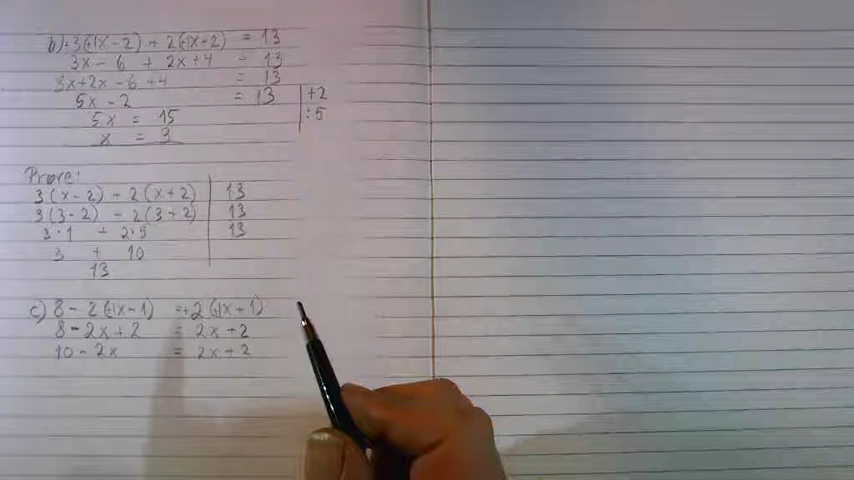 b) +3(+1x-2) + 2(+1x+2) = 13
3x - 6 + 2x+4 = 13
3x+2x - 6 + 4 = 13
5x - 2 = 13 | +2
5x = 15 | :5
x = 3
Prove:
3(x-2) + 2(x+2) | 13
3(3-2) + 2(3+2) | 13
3·1 + 2·5 | 13
3 + 10
13
c) 8 - 2(+1x-1) = +2(+1x+1)
8 - 2x + 2 = 2x + 2
10 - 2x = 2x + 2